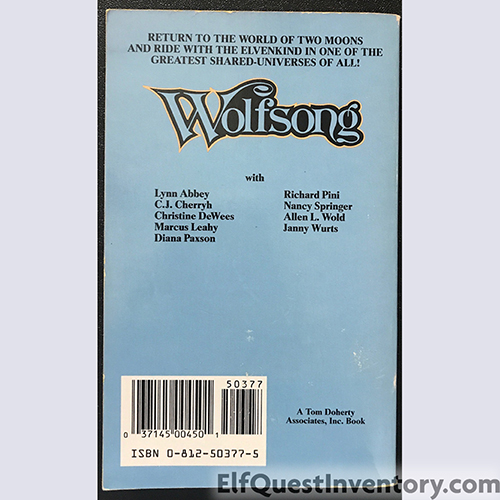 RETURN TO THE WORLD OF TWO MOONS
AND RIDE WITH THE ELVENKIND IN ONE OF THE
GREATEST SHARED-UNIVERSES OF ALL!
Wolfsong
with
Lynn Abbey
C.J. Cherryh
Christine DeWees
Marcus Leahy
Diana Paxson
Richard Pini
Nancy Springer
Allen L. Wold
Janny Wurts
50377
0 37145 00450 1
ISBN 0-812-50377-5
A Tom Doherty
Associates, Inc. Book
ElfQuestInventory.com